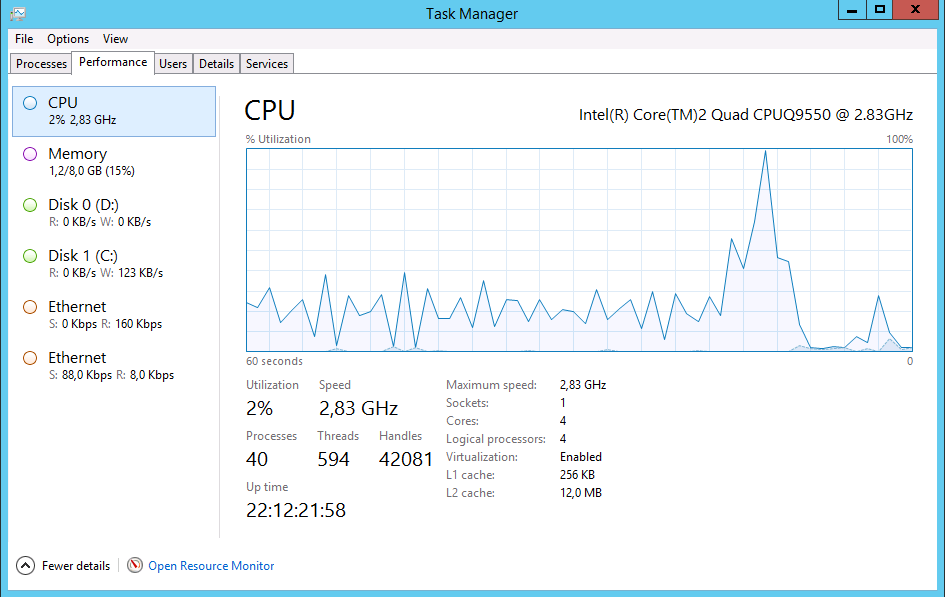 Task Manager
File Options View
Processes Performance Users Details Services
CPU
2% 2,83 GHz
Memory
1,2/8,0 GB (15%)
Disk 0 (D:)
R: 0 KB/s W: 0 KB/s
Disk 1 (C:)
R: 0 KB/s W: 123 KB/s
Ethernet
S: 0 Kbps R: 160 Kbps
Ethernet
S: 88,0 Kbps R: 8,0 Kbps
CPU
Intel(R) Core(TM)2 Quad CPUQ9550 @ 2.83GHz
% Utilization 100%
60 seconds 0
Utilization Speed
2% 2,83 GHz
Processes Threads Handles
40 594 42081
Up time
22:12:21:58
Maximum speed: 2,83 GHz
Sockets: 1
Cores: 4
Logical processors: 4
Virtualization: Enabled
L1 cache: 256 KB
L2 cache: 12,0 MB
Fewer details Open Resource Monitor